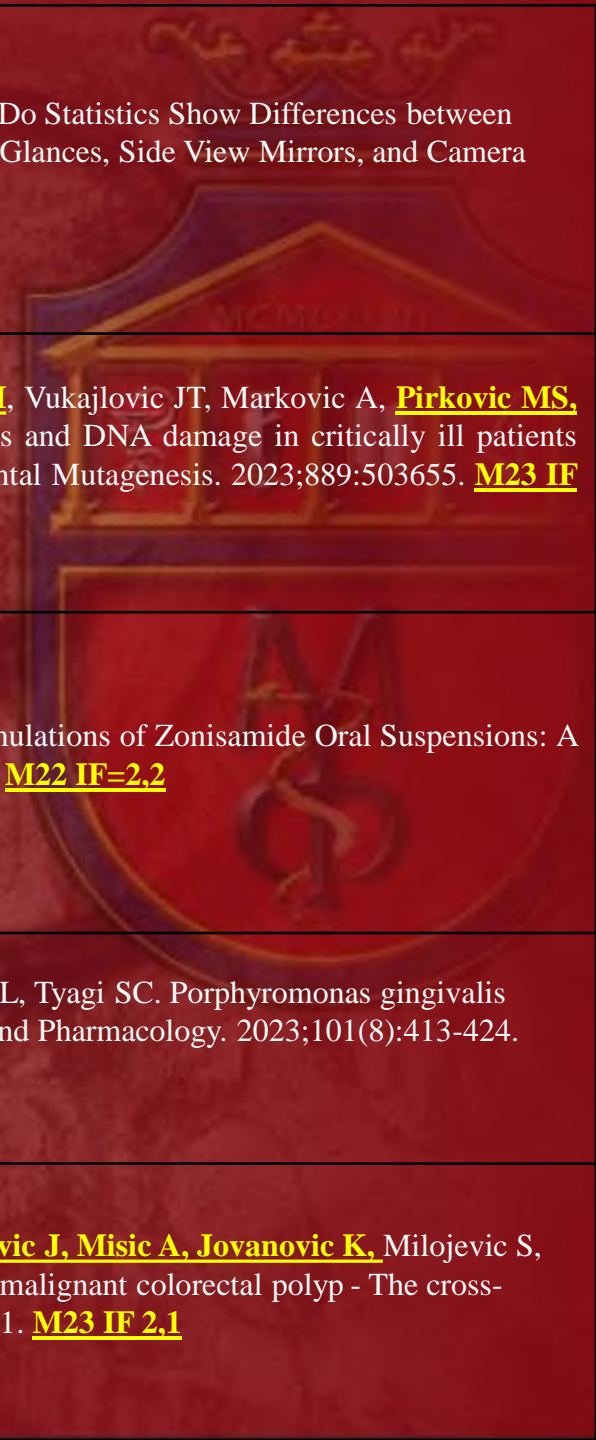 Do Statistics Show Differences between
Glances, Side View Mirrors, and Camera
, Vukajlovic JT, Markovic A, Pirkovic MS,
s and DNA damage in critically ill patients
ntal Mutagenesis. 2023;889:503655. M23 IF
nulations of Zonisamide Oral Suspensions: A
M22 IF=2,2
L, Tyagi SC. Porphyromonas gingivalis
nd Pharmacology. 2023;101(8):413-424.
vic J, Misic A, Jovanovic K, Milojevic S,
malignant colorectal polyp - The cross-
1. M23 IF 2,1